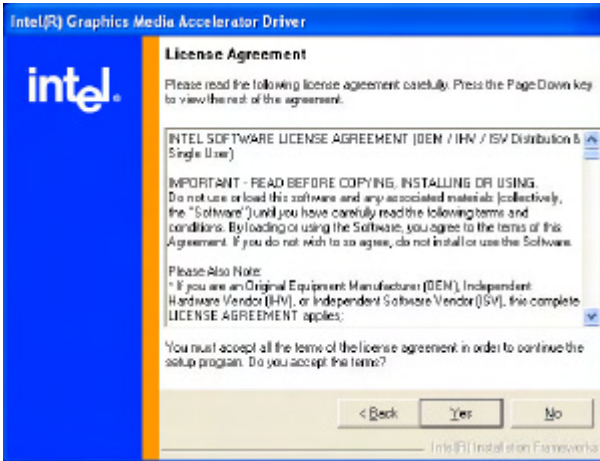 Intel(R) Graphics Media Accelerator Driver
intel.
License Agreement
Please read the following license agreement carefully. Press the Page Down key
to view the rest of the agreement.
INTEL SOFTWARE LICENSE AGREEMENT (OEM / IHV / ISV Distribution &
Single User)
IMPORTANT - READ BEFORE COPYING, INSTALLING OR USING.
Do not use or load this software and any associated materials (collectively,
the "Software") until you have carefully read the following terms and
conditions. By loading or using the Software, you agree to the terms of this
Agreement. If you do not wish to so agree, do not install or use the Software.
Please Also Note:
* If you are an Original Equipment Manufacturer (OEM), Independent
Hardware Vendor (IHV), or Independent Software Vendor (ISV), this complete
LICENSE AGREEMENT applies;
You must accept all the terms of the license agreement in order to continue the
setup program. Do you accept the terms?
< Back Yes No
Intel(R) Installation Frameworks